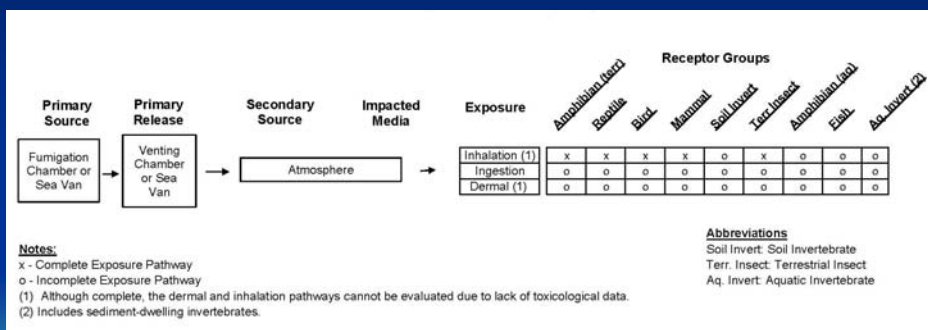 Receptor Groups
Primary Source
Primary Release
Secondary Source
Impacted Media
Exposure
Amphibian (terr)
Reptile
Bird
Mammal
Soil Invert
Terr Insect
Amphibian (aq)
Fish
Aq. Invert (2)
Fumigation Chamber or Sea Van
Venting Chamber or Sea Van
Atmosphere
Inhalation (1) x x x x o x o o o
Ingestion o o o o o o o o o
Dermal (1) o o o o o o o o o
Notes:
x - Complete Exposure Pathway
o - Incomplete Exposure Pathway
(1) Although complete, the dermal and inhalation pathways cannot be evaluated due to lack of toxicological data.
(2) Includes sediment-dwelling invertebrates.
Abbreviations
Soil Invert: Soil Invertebrate
Terr. Insect: Terrestrial Insect
Aq. Invert: Aquatic Invertebrate